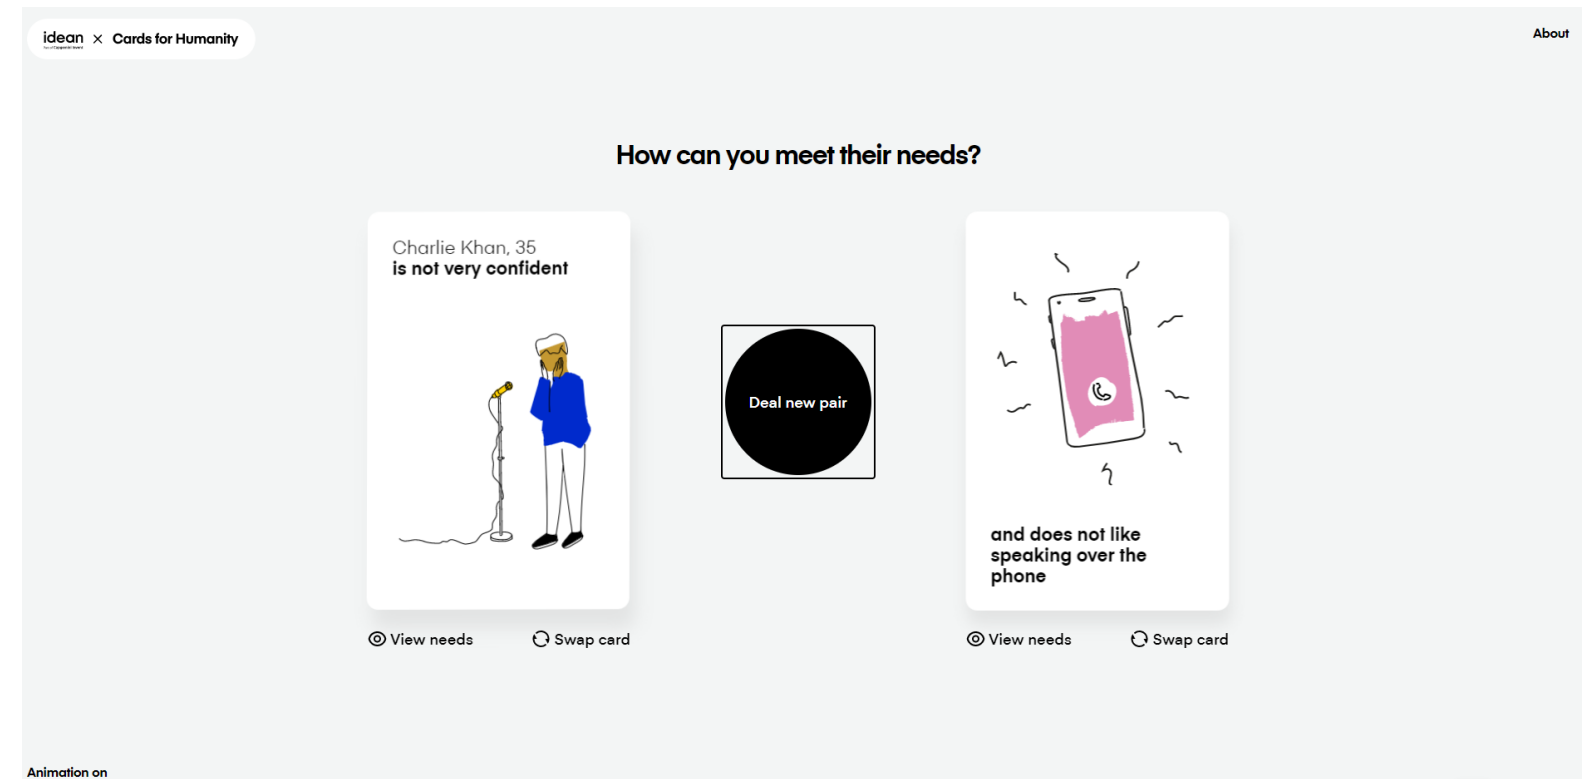 idean × Cards for Humanity
About
How can you meet their needs?
Charlie Khan, 35
is not very confident
Deal new pair
and does not like
speaking over the
phone
View needs
Swap card
View needs
Swap card
Animation on